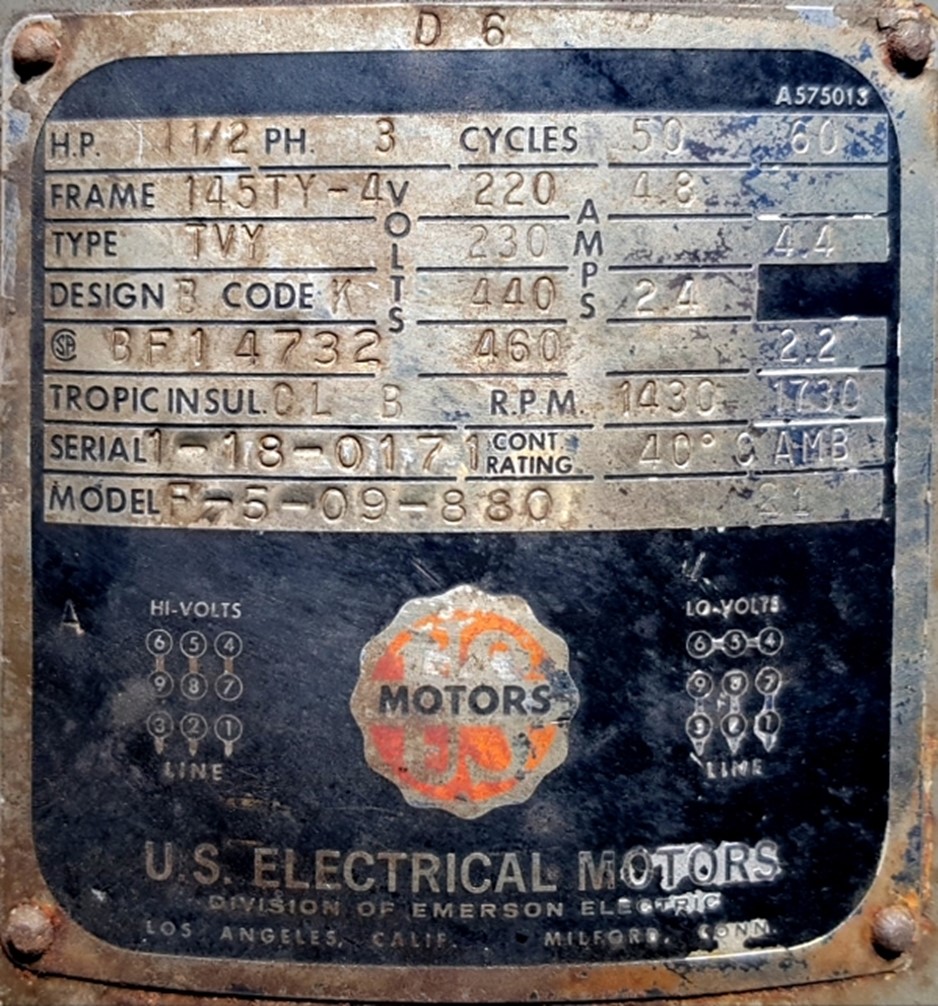 D 6
A575013
H.P. 1 1/2 PH. 3 CYCLES 50 60
FRAME 145TY-4 VOLTS 220 AMPS 4.8
TYPE TVY 230 4.4
DESIGN B CODE K 440 2.4
SA BF14732 460 2.2
TROPIC INSUL. CL B R.P.M. 1430 1730
SERIAL 1-18-0171 CONT. RATING 40° C AMB
MODEL F-5-09-880 21
A
HI-VOLTS
6 5 4
9 8 7
3 2 1
LINE
US
MOTORS
LO-VOLTS
6 5 4
9 8 7
3 2 1
LINE
U.S. ELECTRICAL MOTORS
DIVISION OF EMERSON ELECTRIC
LOS ANGELES, CALIF. MILFORD, CONN.